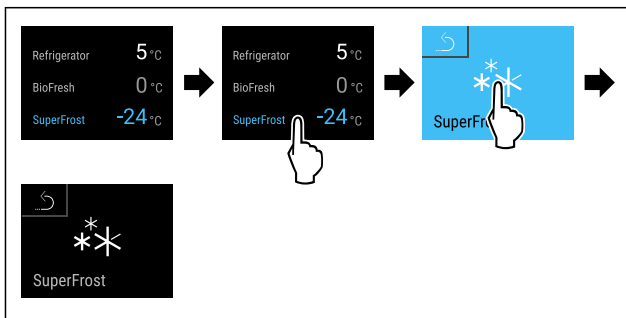 Refrigerator 5 °C
BioFresh 0 °C
SuperFrost -24 °C
Refrigerator 5 °C
BioFresh 0 °C
SuperFrost -24 °C
SuperFr
SuperFrost